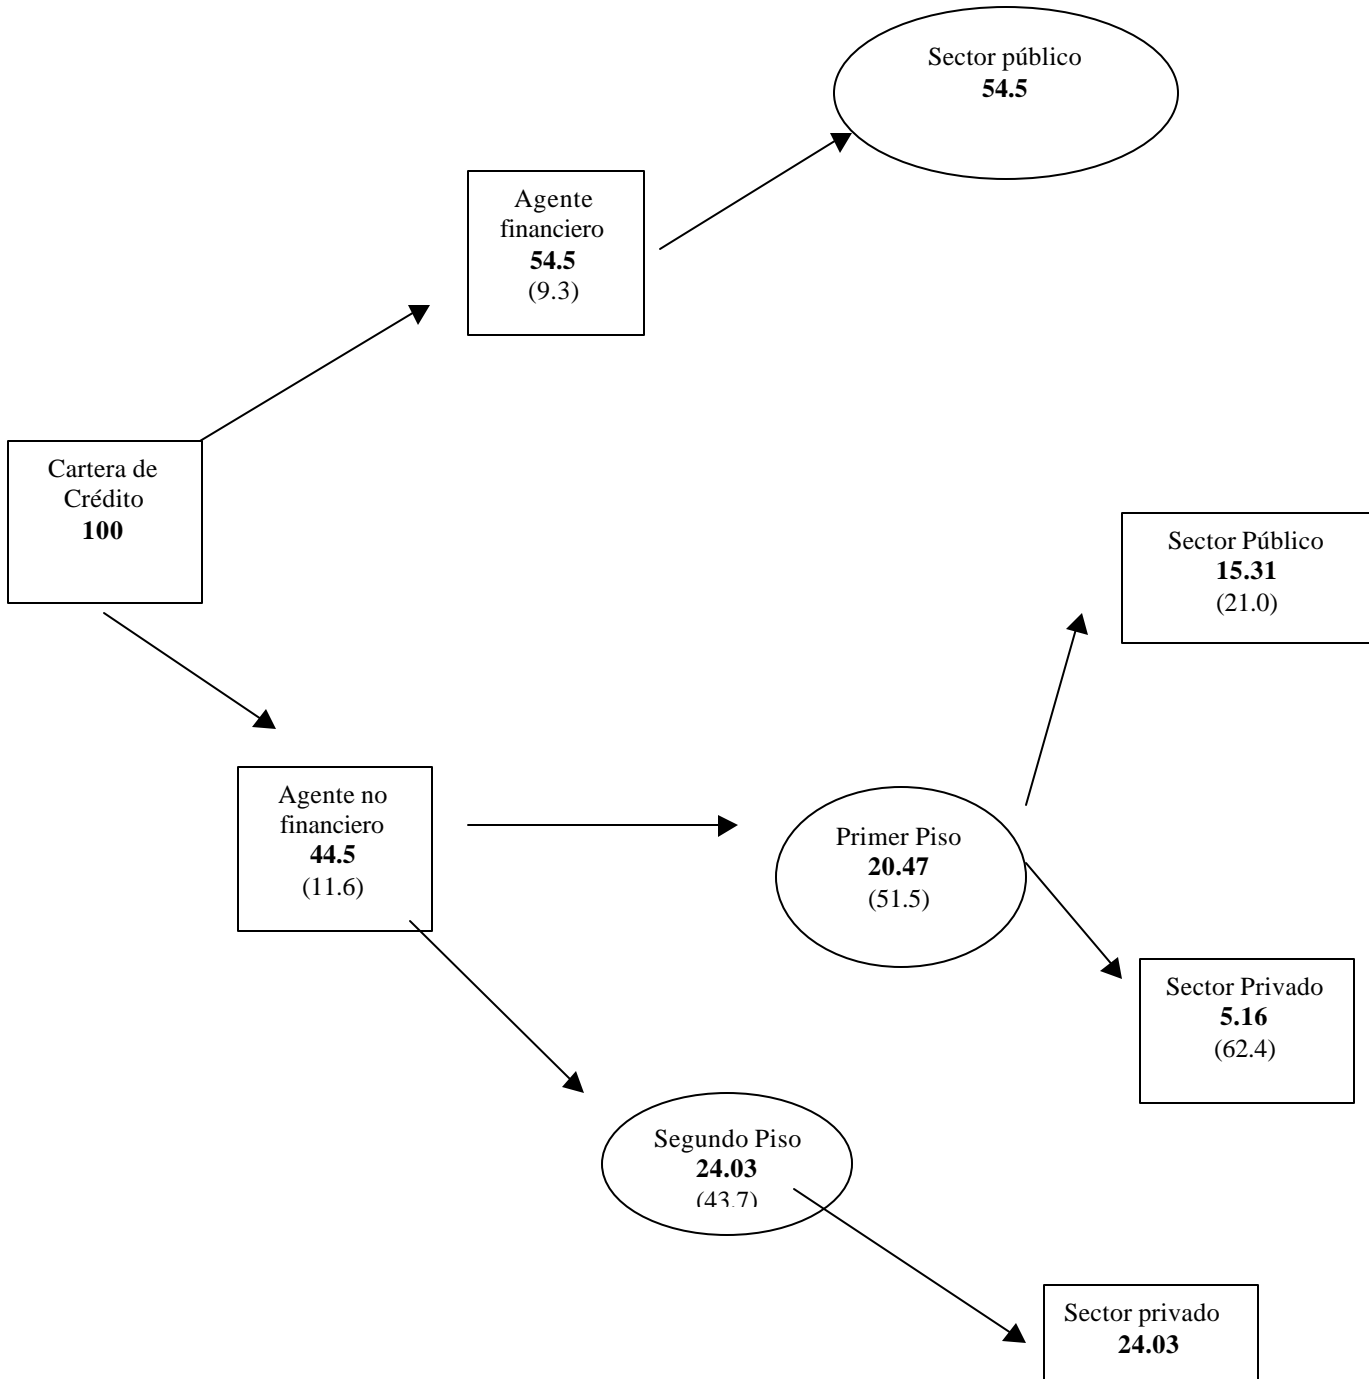 Sector público
54.5
Agente
financiero
54.5
(9.3)
Cartera de
Crédito
100
Sector Público
15.31
(21.0)
Agente no
financiero
44.5
(11.6)
Primer Piso
20.47
(51.5)
Sector Privado
5.16
(62.4)
Segundo Piso
24.03
(43.7)
Sector privado
24.03